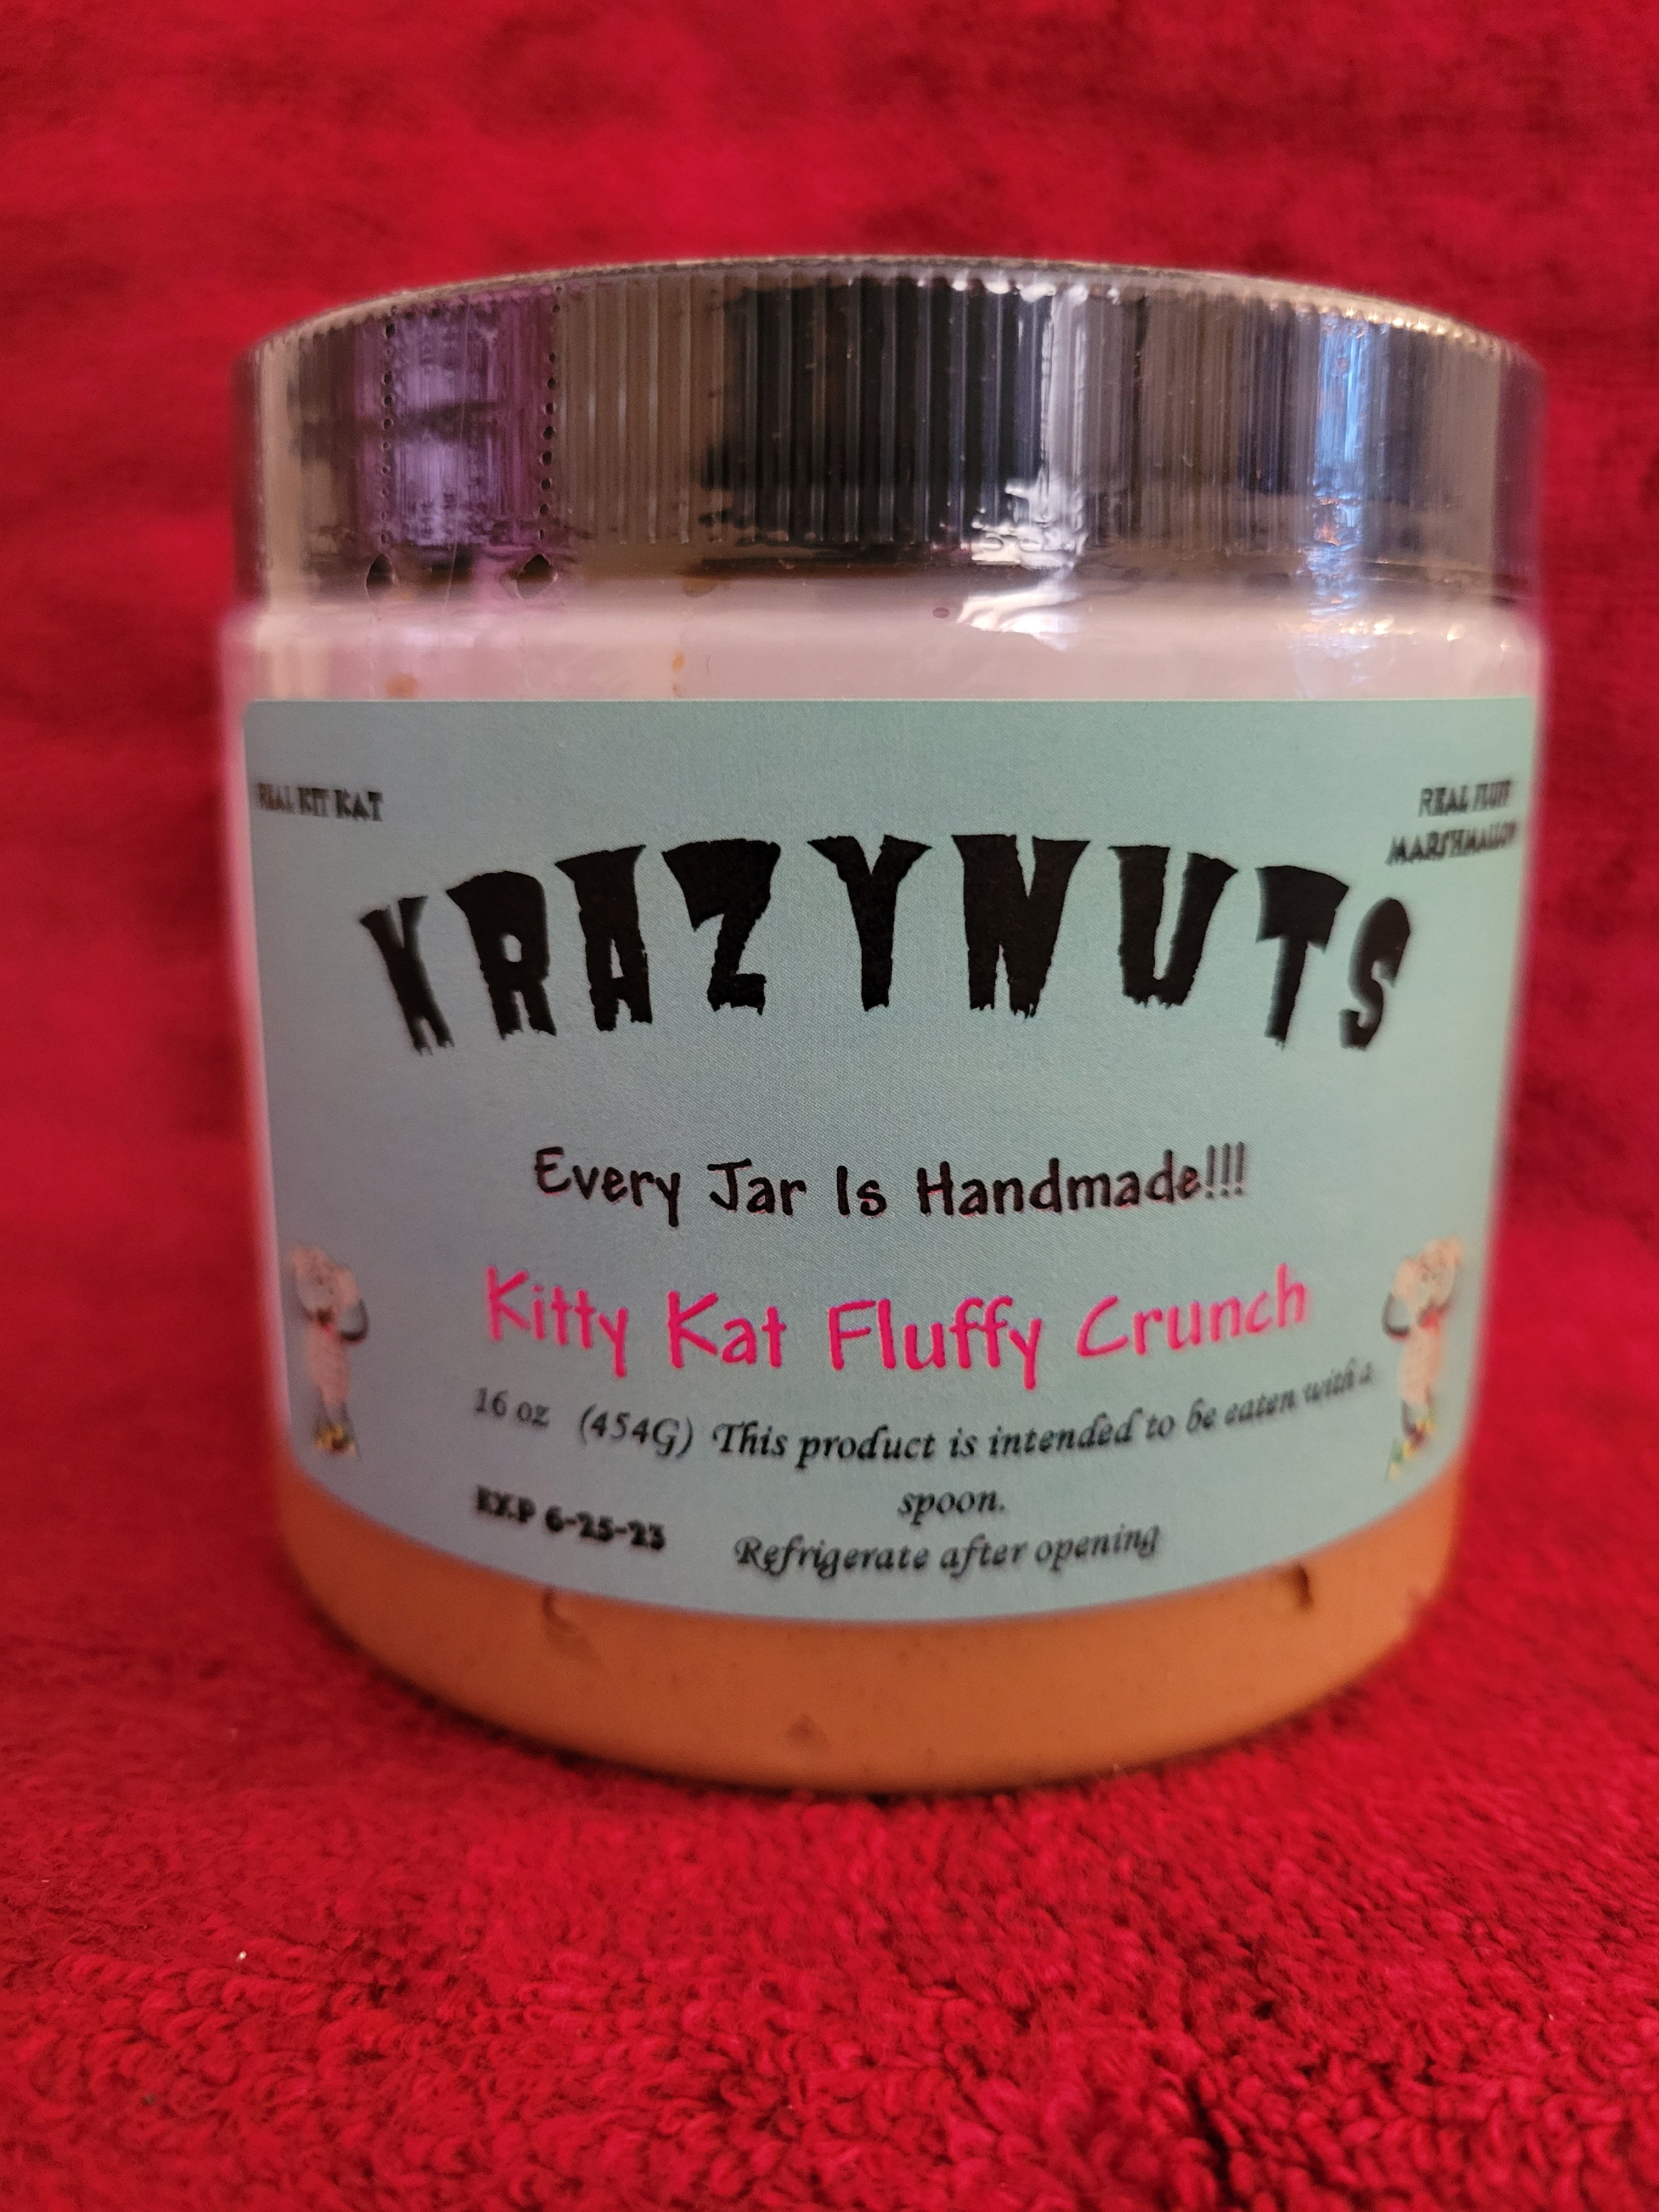 REAL KIT KAT
REAL FLUFF
MARSHMALLOW
KRAZYNUTS
Every Jar Is Handmade!!!
Kitty Kat Fluffy Crunch
16 oz (454G) This product is intended to be eaten with a
spoon.
EXP 6-25-23
Refrigerate after opening